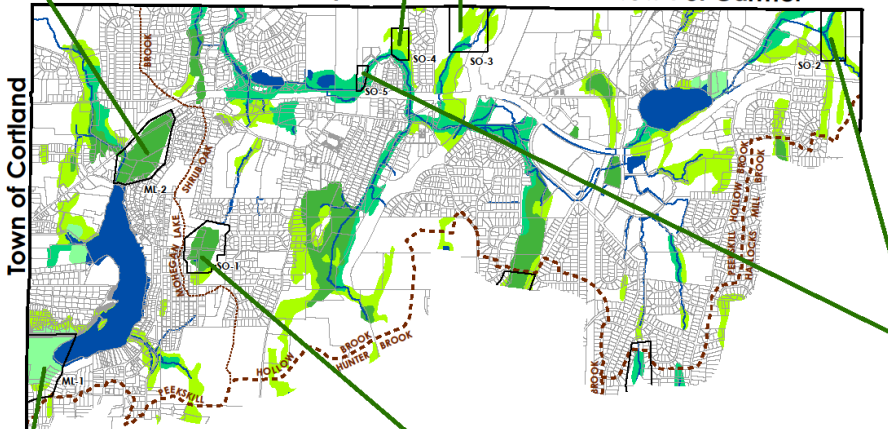 Town of Cortland
BROOK
SO-4
SO-3
SO-2
SO-5
SHRUB OAK
ML-2
MOHEGAN LAKE
SO-1
PEEKSKILL HOLLOW BROOK
HALLOCKS MILL BROOK
ML-1
PEEKSKILL
HOLLOW
BROOK
HUNTER BROOK
BROOK